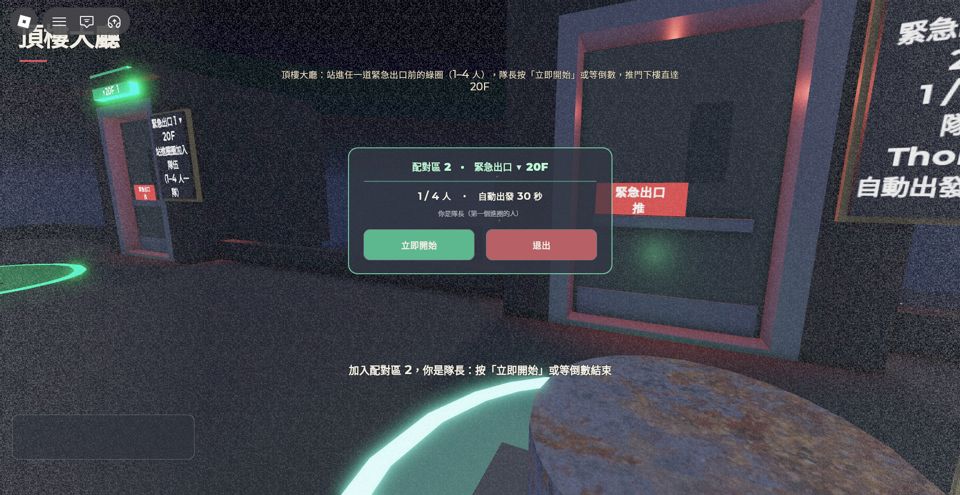 頂樓大廳
頂樓大廳：站進任一道緊急出口前的綠圈（1–4 人），隊長按「立即開始」或等倒數，推門下樓直達
20F
緊急出口 1 ▼
20F
站進綠圈加入
隊伍
（1–4 人一
隊）
緊急出口
配對區 2 • 緊急出口 ▼ 20F
1 / 4 人 • 自動出發 30 秒
你是隊長（第一個進圈的人）
立即開始
退出
緊急出口
推
緊急
2
1 /
隊
Tho
自動出發
加入配對區 2，你是隊長：按「立即開始」或等倒數結束